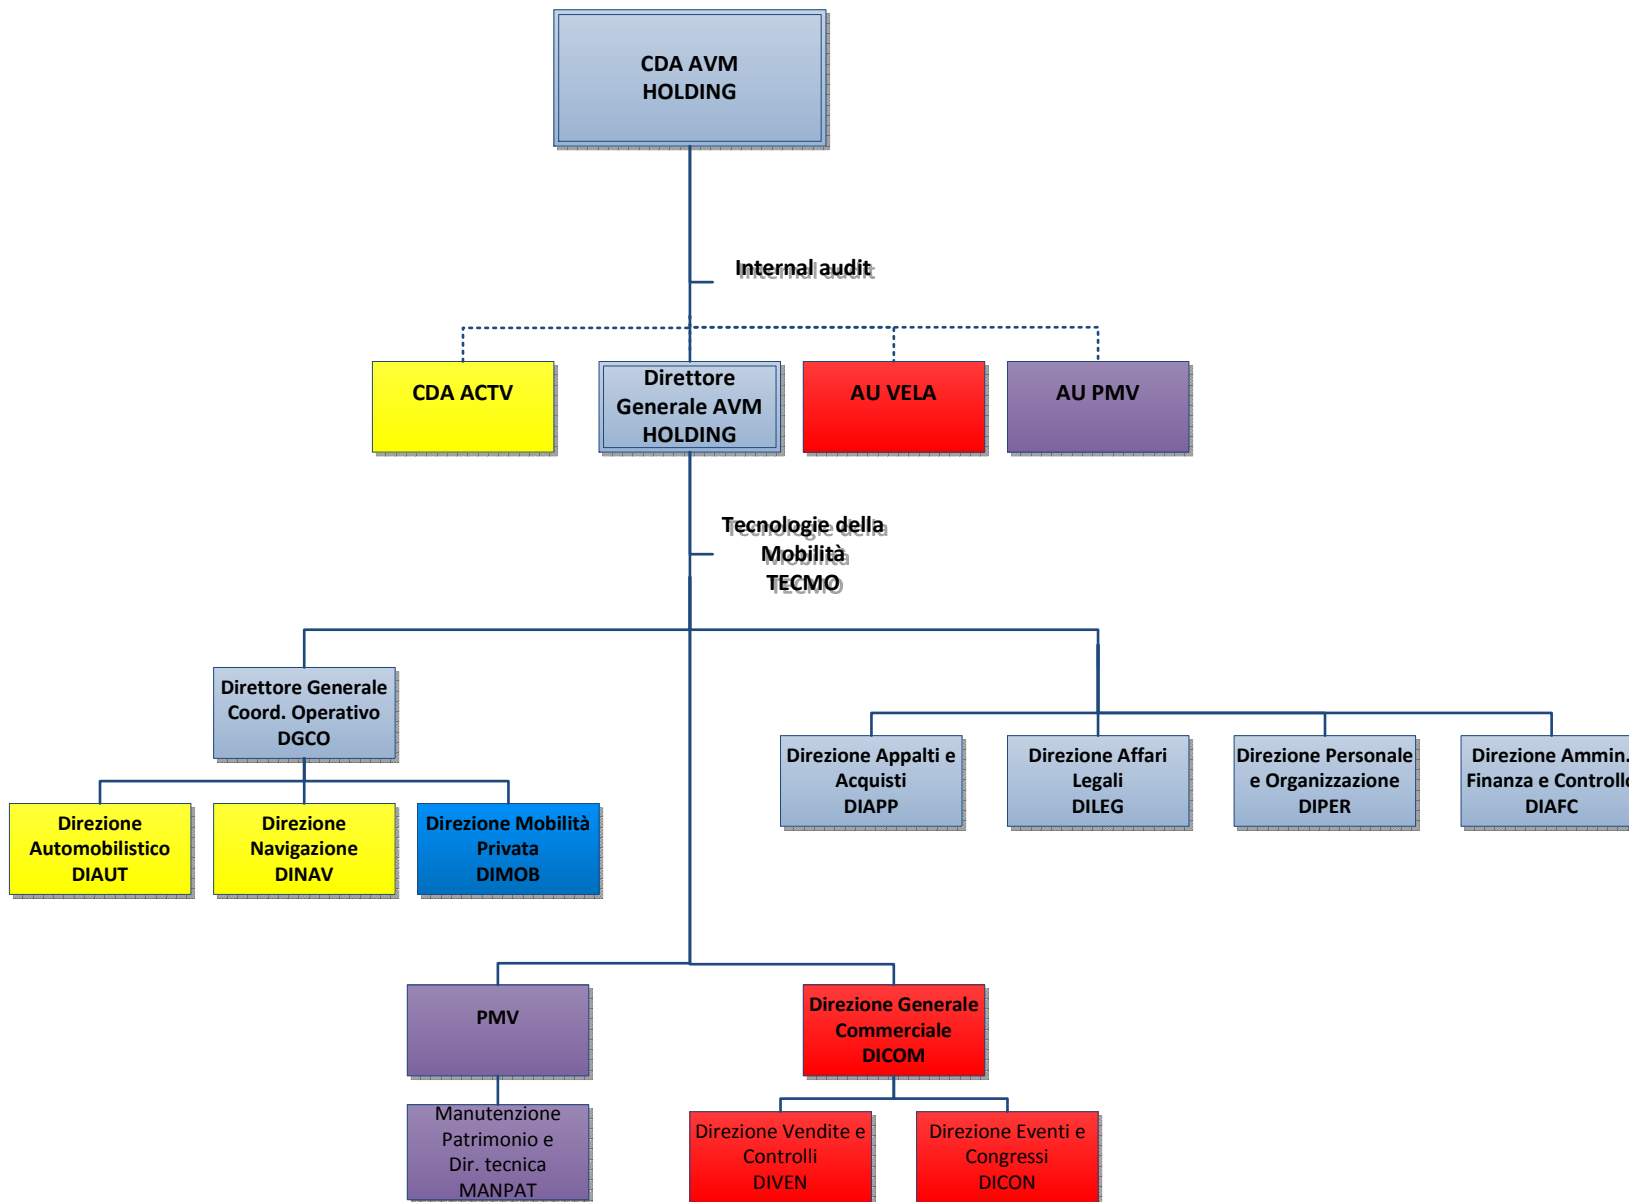 CDA AVM
HOLDING
Internal audit
CDA ACTV
Direttore
Generale AVM
HOLDING
AU VELA
AU PMV
Tecnologie della
Mobilità
TECMO
Direttore Generale
Coord. Operativo
DGCO
Direzione Appalti e
Acquisti
DIAPP
Direzione Affari
Legali
DILEG
Direzione Personale
e Organizzazione
DIPER
Direzione Ammin.
Finanza e Controllo
DIAFC
Direzione
Automobilistico
DIAUT
Direzione
Navigazione
DINAV
Direzione Mobilità
Privata
DIMOB
PMV
Direzione Generale
Commerciale
DICOM
Manutenzione
Patrimonio e
Dir. tecnica
MANPAT
Direzione Vendite e
Controlli
DIVEN
Direzione Eventi e
Congressi
DICON